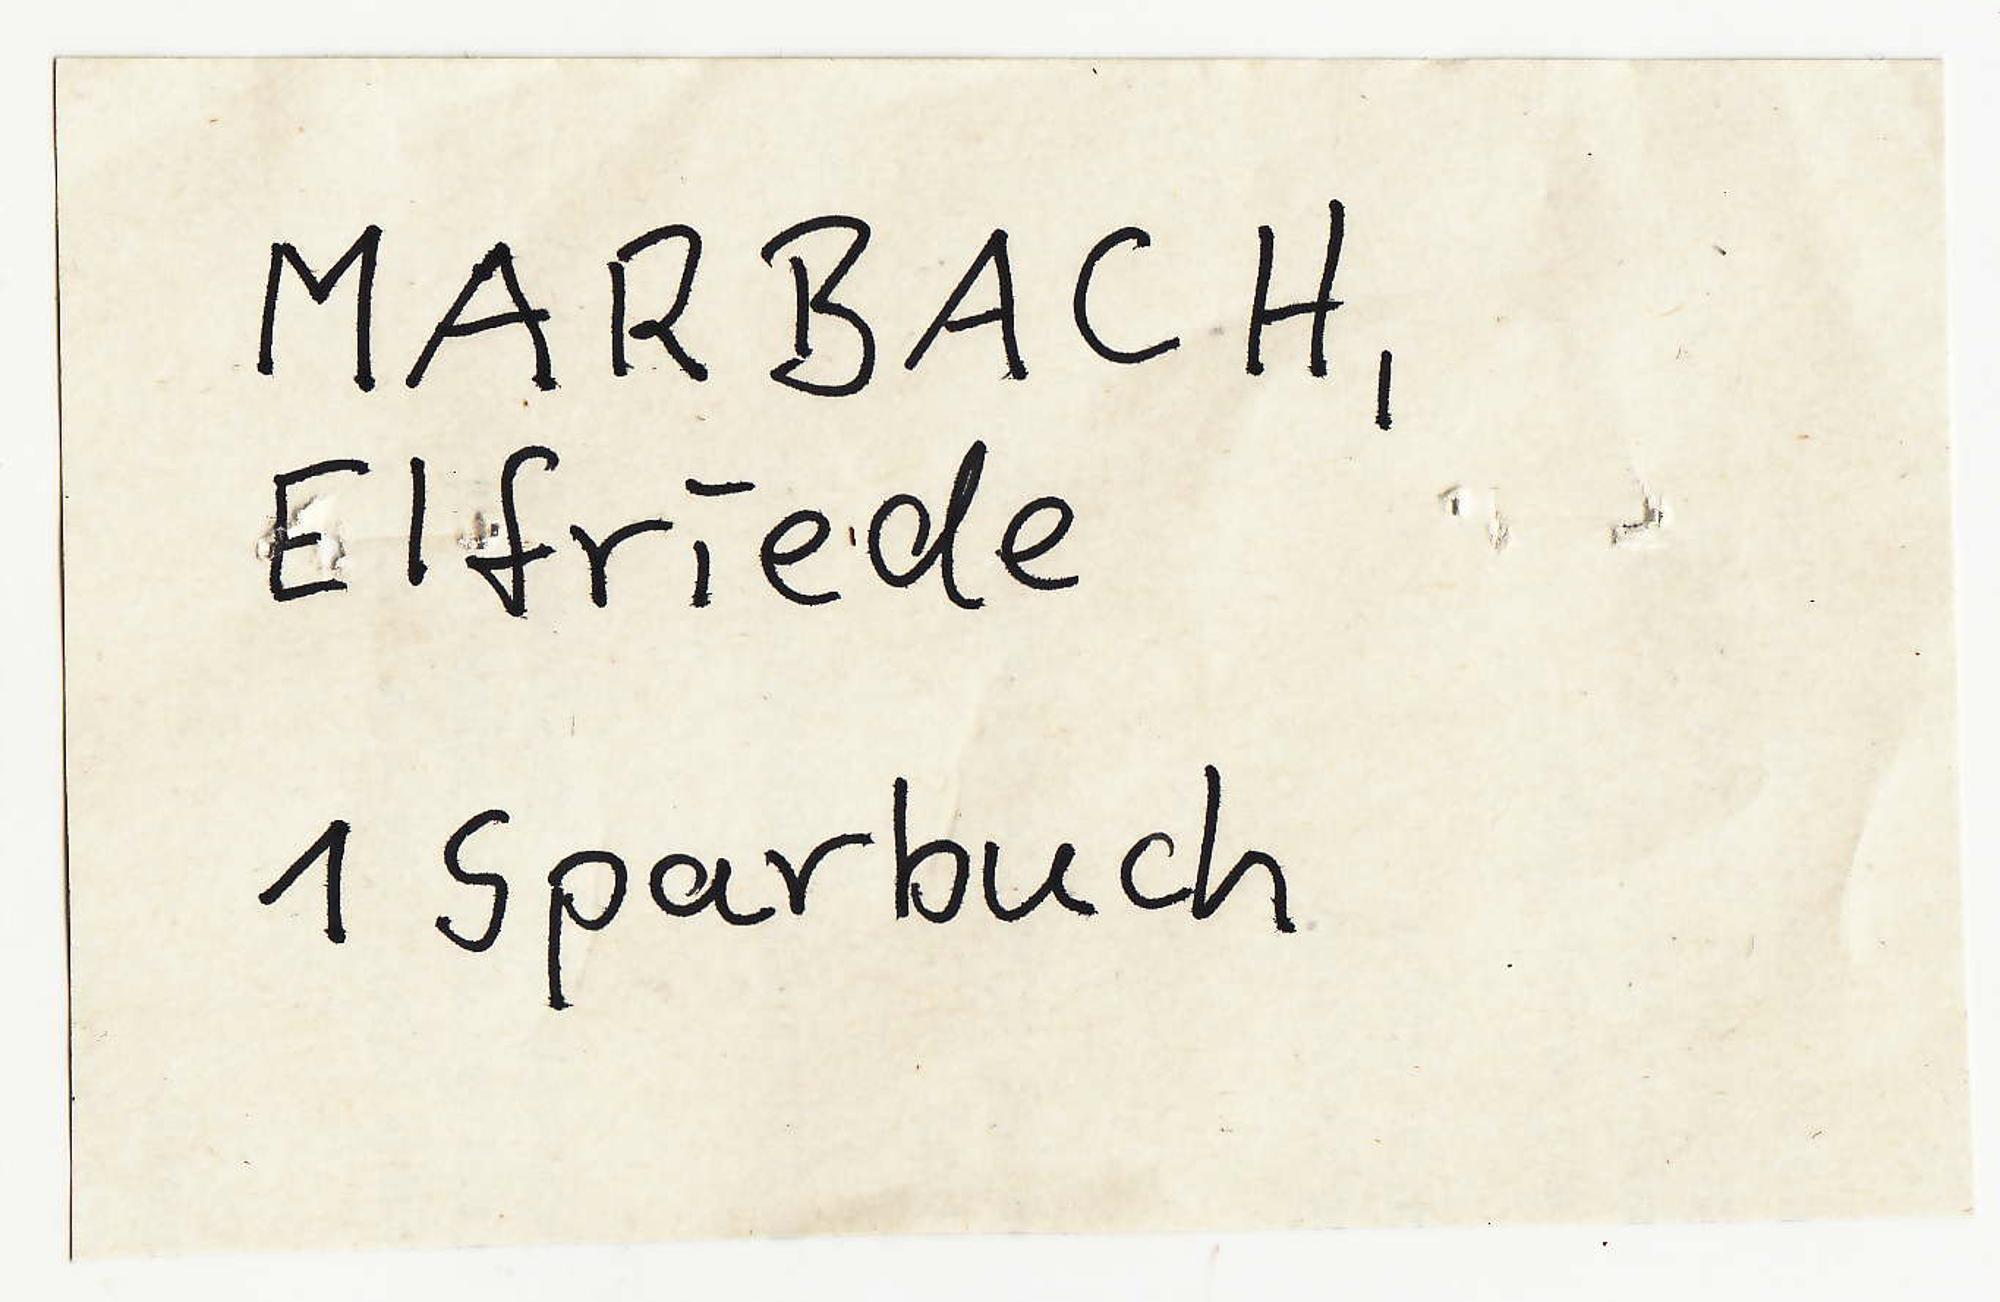 MARBACH,
Elfriede
1 Sparbuch